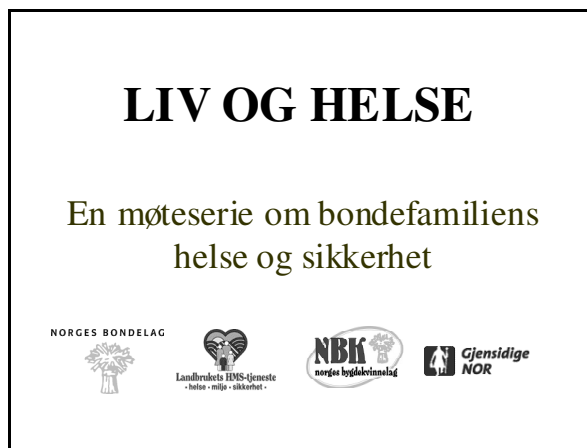 LIV OG HELSE
En møteserie om bondefamiliens
helse og sikkerhet
NORGES BONDELAG
Landbrukets HMS-tjeneste
• helse • miljø • sikkerhet •
NBK
norges bygdekvinnelag
Gjensidige
NOR